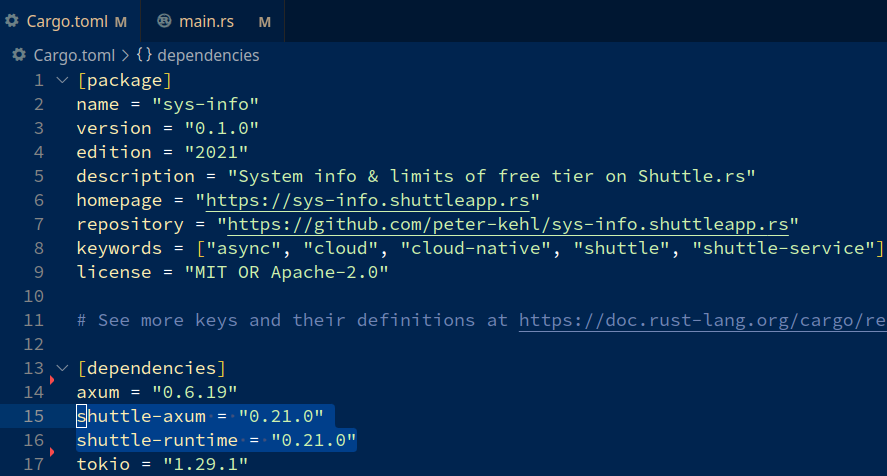 Cargo.toml M main.rs M
Cargo.toml > {} dependencies
1 [package]
2 name = "sys-info"
3 version = "0.1.0"
4 edition = "2021"
5 description = "System info & limits of free tier on Shuttle.rs"
6 homepage = "https://sys-info.shuttleapp.rs"
7 repository = "https://github.com/peter-kehl/sys-info.shuttleapp.rs"
8 keywords = ["async", "cloud", "cloud-native", "shuttle", "shuttle-service"]
9 license = "MIT OR Apache-2.0"
10
11 # See more keys and their definitions at https://doc.rust-lang.org/cargo/re
12
13 [dependencies]
14 axum = "0.6.19"
15 shuttle-axum = "0.21.0"
16 shuttle-runtime = "0.21.0"
17 tokio = "1.29.1"